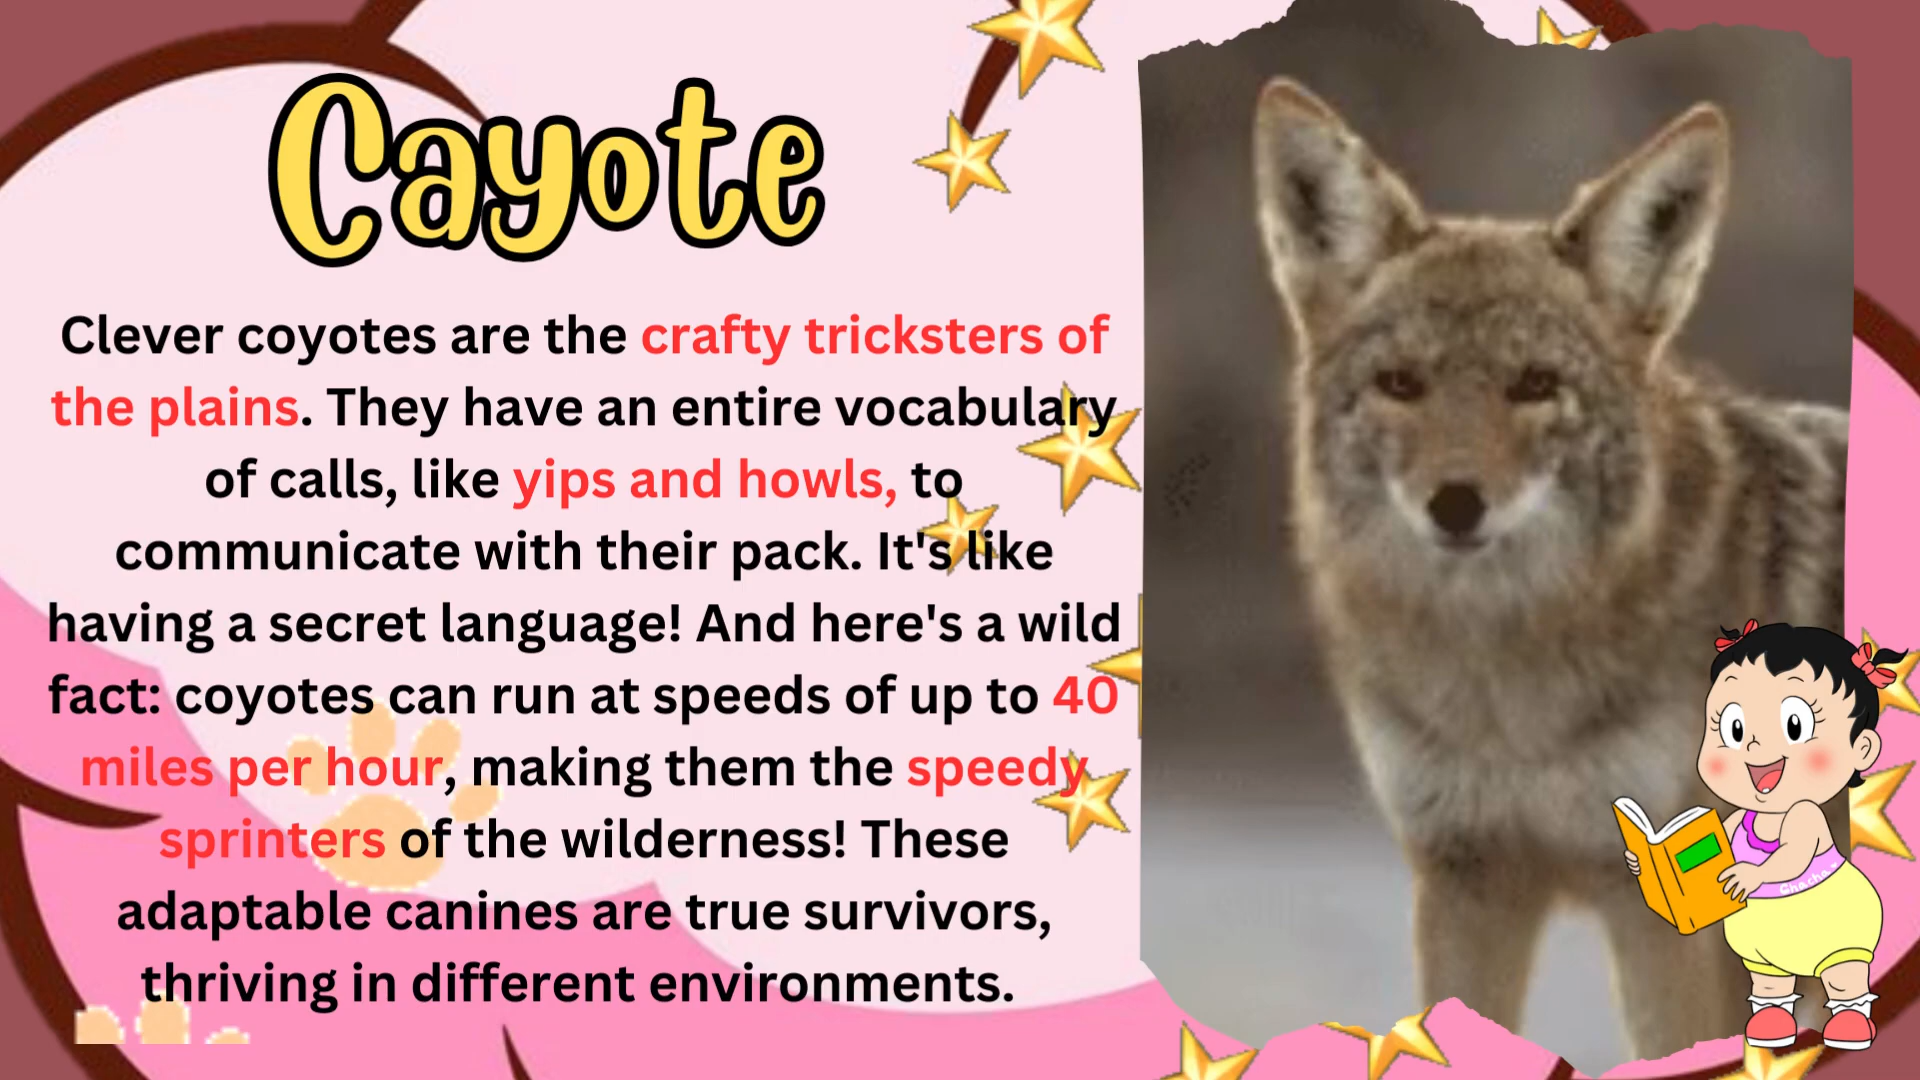 Cayote
Clever coyotes are the crafty tricksters of
the plains. They have an entire vocabulary
of calls, like yips and howls, to
communicate with their pack. It's like
having a secret language! And here's a wild
fact: coyotes can run at speeds of up to 40
miles per hour, making them the speedy
sprinters of the wilderness! These
adaptable canines are true survivors,
thriving in different environments.
Chacha